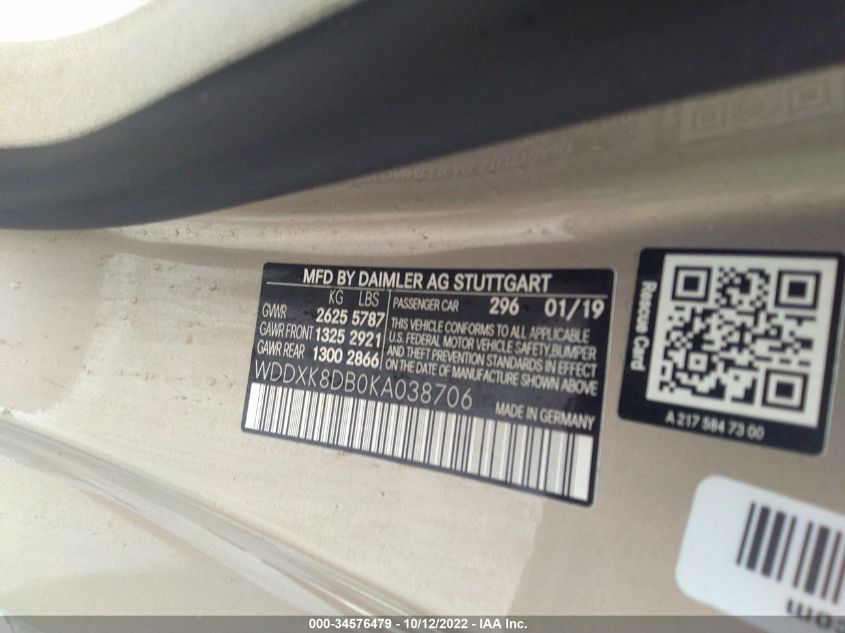 MFD BY DAIMLER AG STUTTGART
KG LBS
GVWR 2625 5787
GAWR FRONT 1325 2921
GAWR REAR 1300 2866
PASSENGER CAR 296 01/19
THIS VEHICLE CONFORMS TO ALL APPLICABLE
U.S. FEDERAL MOTOR VEHICLE SAFETY, BUMPER
AND THEFT PREVENTION STANDARDS IN EFFECT
ON THE DATE OF MANUFACTURE SHOWN ABOVE
WDDXK8DB0KA038706
MADE IN GERMANY
Rescue Card
A 217 584 73 00
com
000-34576479 - 10/12/2022 - IAA Inc.